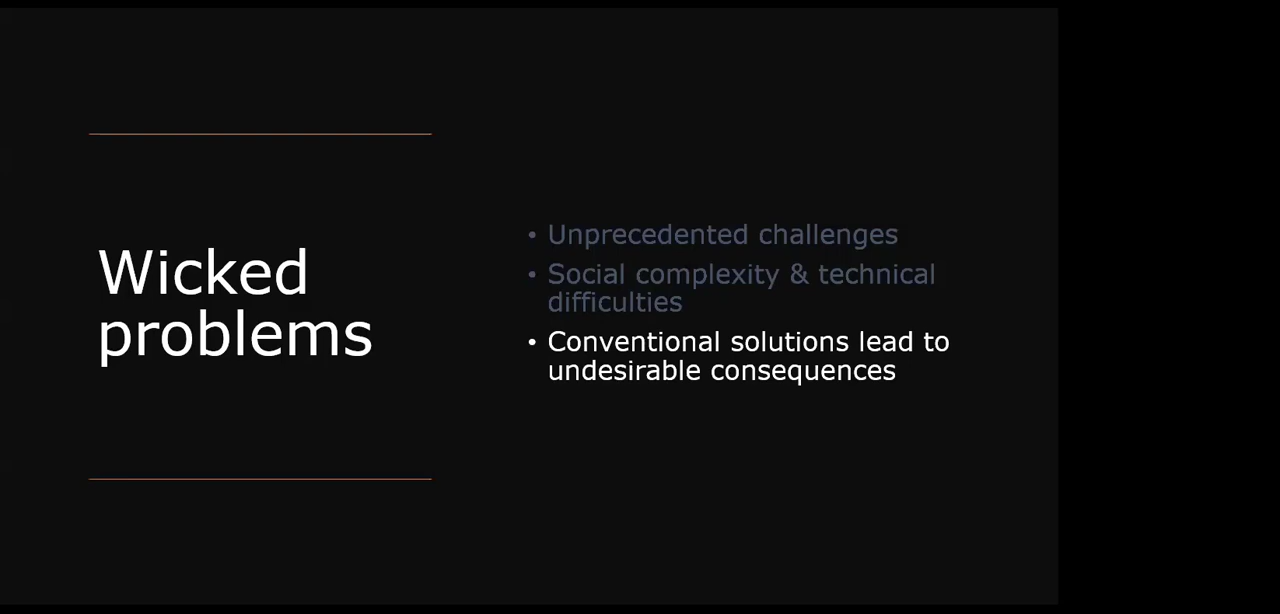 Wicked
problems
• Unprecedented challenges
• Social complexity & technical
difficulties
• Conventional solutions lead to
undesirable consequences